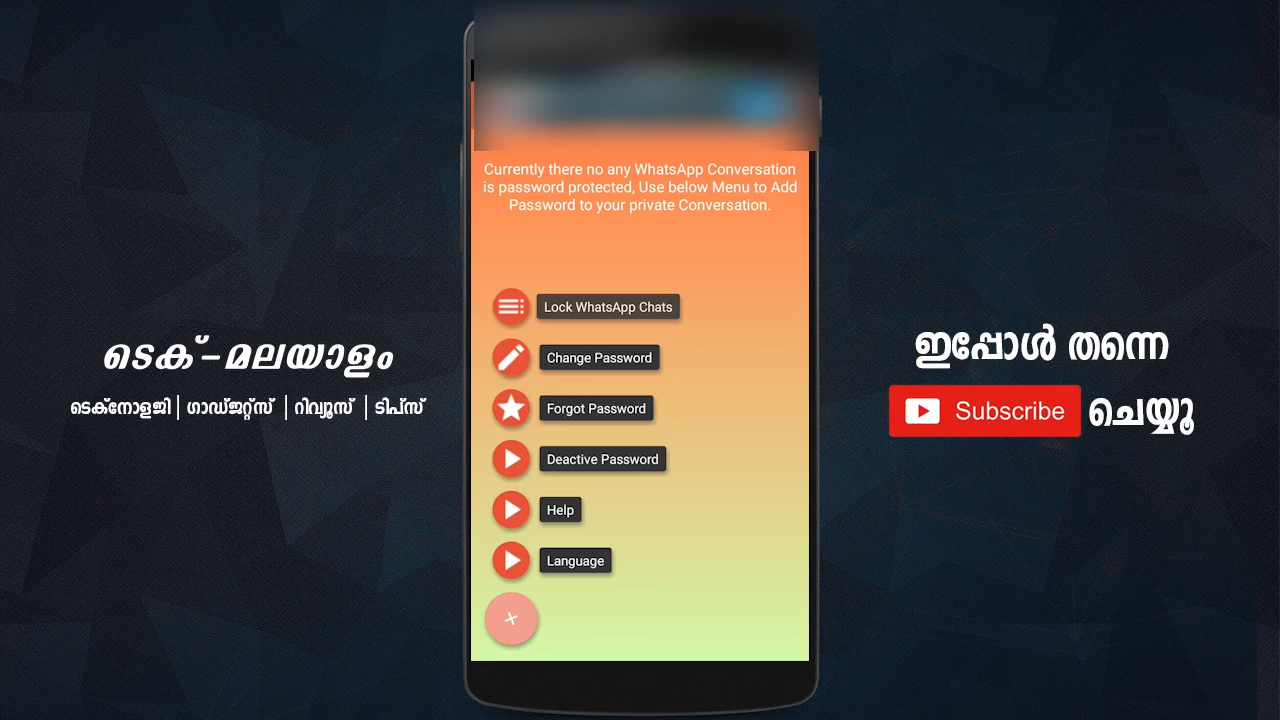 Currently there no any WhatsApp Conversation
is password protected, Use below Menu to Add
Password to your private Conversation.
Lock WhatsApp Chats
Change Password
Forgot Password
Deactive Password
Help
Language
ടെക്-മലയാളം
ടെക്നോളജി | ഗാഡ്ജറ്റ്സ് | റിവ്യൂസ് | ടിപ്സ്
ഇപ്പോൾ തന്നെ
Subscribe ചെയ്യൂ